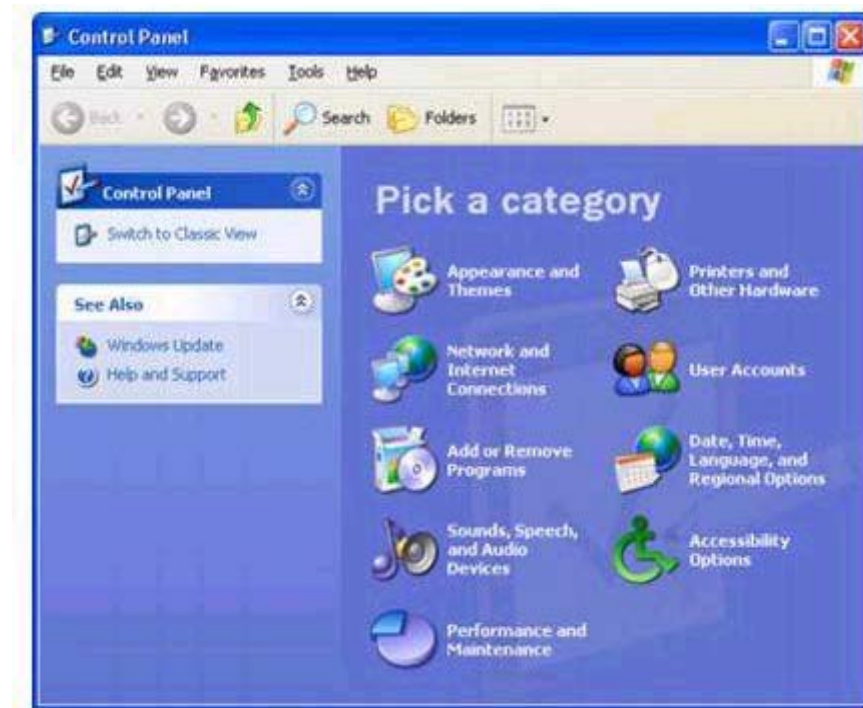 Control Panel
File Edit View Favorites Tools Help
Back
Search Folders
Control Panel
Switch to Classic View
See Also
Windows Update
Help and Support
Pick a category
Appearance and
Themes
Printers and
Other Hardware
Network and
Internet
Connections
User Accounts
Add or Remove
Programs
Date, Time,
Language, and
Regional Options
Sounds, Speech,
and Audio
Devices
Accessibility
Options
Performance and
Maintenance